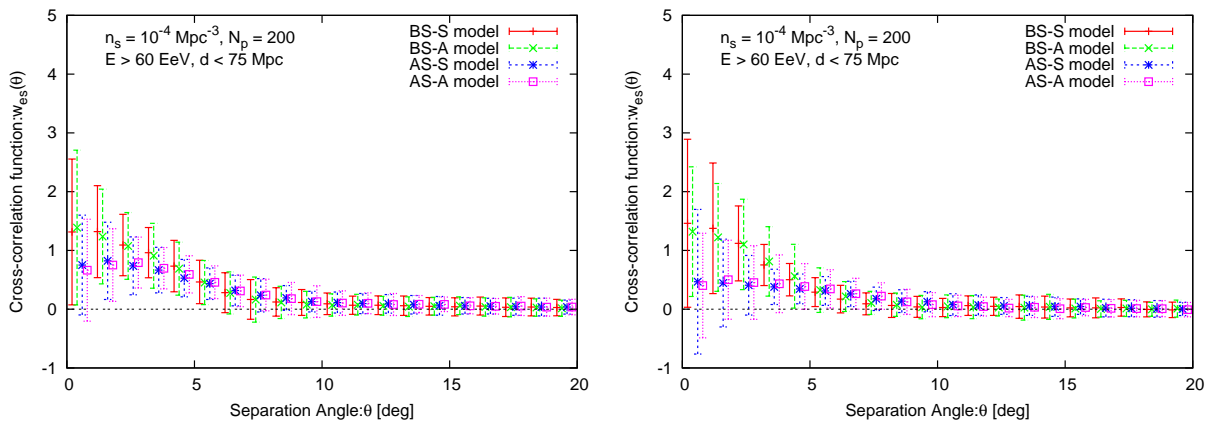 5
4
3
2
1
0
-1
0 5 10 15 20
Cross-correlation function:w_es(θ)
Separation Angle:θ [deg]
n_s = 10^-4 Mpc^-3, N_p = 200
E > 60 EeV, d < 75 Mpc
BS-S model
BS-A model
AS-S model
AS-A model
5
4
3
2
1
0
-1
0 5 10 15 20
Cross-correlation function:w_es(θ)
Separation Angle:θ [deg]
n_s = 10^-4 Mpc^-3, N_p = 200
E > 60 EeV, d < 75 Mpc
BS-S model
BS-A model
AS-S model
AS-A model